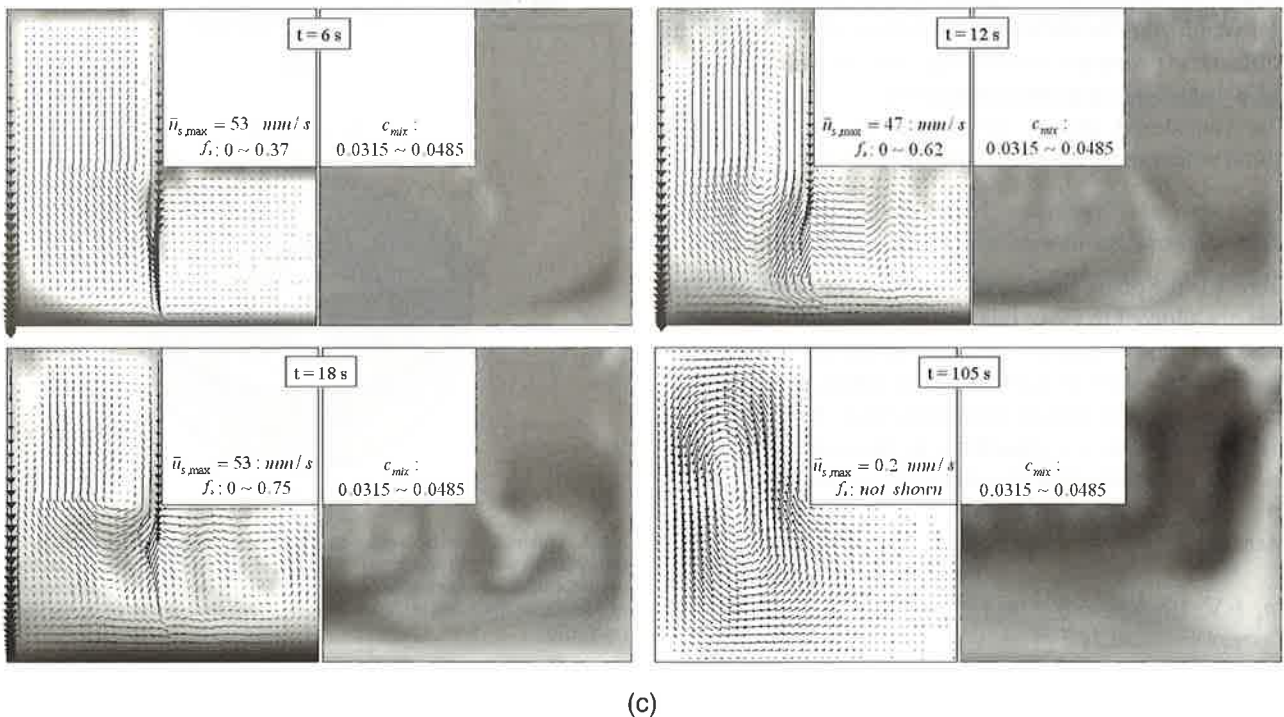 t = 6 s
ū_s,max = 53 mm/s
f_s: 0 ~ 0.37
c_mix :
0.0315 ~ 0.0485
t = 12 s
ū_s,max = 47 : mm/s
f_s: 0 ~ 0.62
c_mix :
0.0315 ~ 0.0485
t = 18 s
ū_s,max = 53 : mm/s
f_s: 0 ~ 0.75
c_mix :
0.0315 ~ 0.0485
t = 105 s
ū_s,max = 0.2 mm/s
f_s: not shown
c_mix :
0.0315 ~ 0.0485
(c)